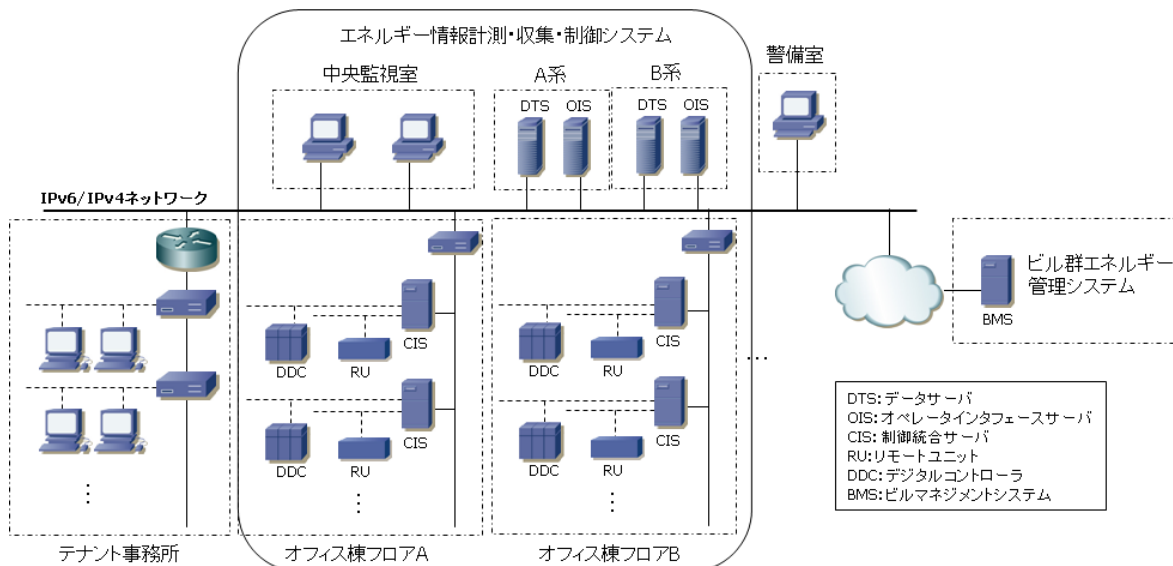 エネルギー情報計測・収集・制御システム
中央監視室
A系
B系
警備室
DTS
OIS
DTS
OIS
IPv6/IPv4ネットワーク
ビル群エネルギー
管理システム
BMS
CIS
DDC
RU
CIS
DDC
RU
CIS
DDC
RU
CIS
DDC
RU
⋮
⋮
⋮
…
DTS:データサーバ
OIS:オペレータインタフェースサーバ
CIS:制御統合サーバ
RU:リモートユニット
DDC:デジタルコントローラ
BMS:ビルマネジメントシステム
テナント事務所
オフィス棟フロアA
オフィス棟フロアB